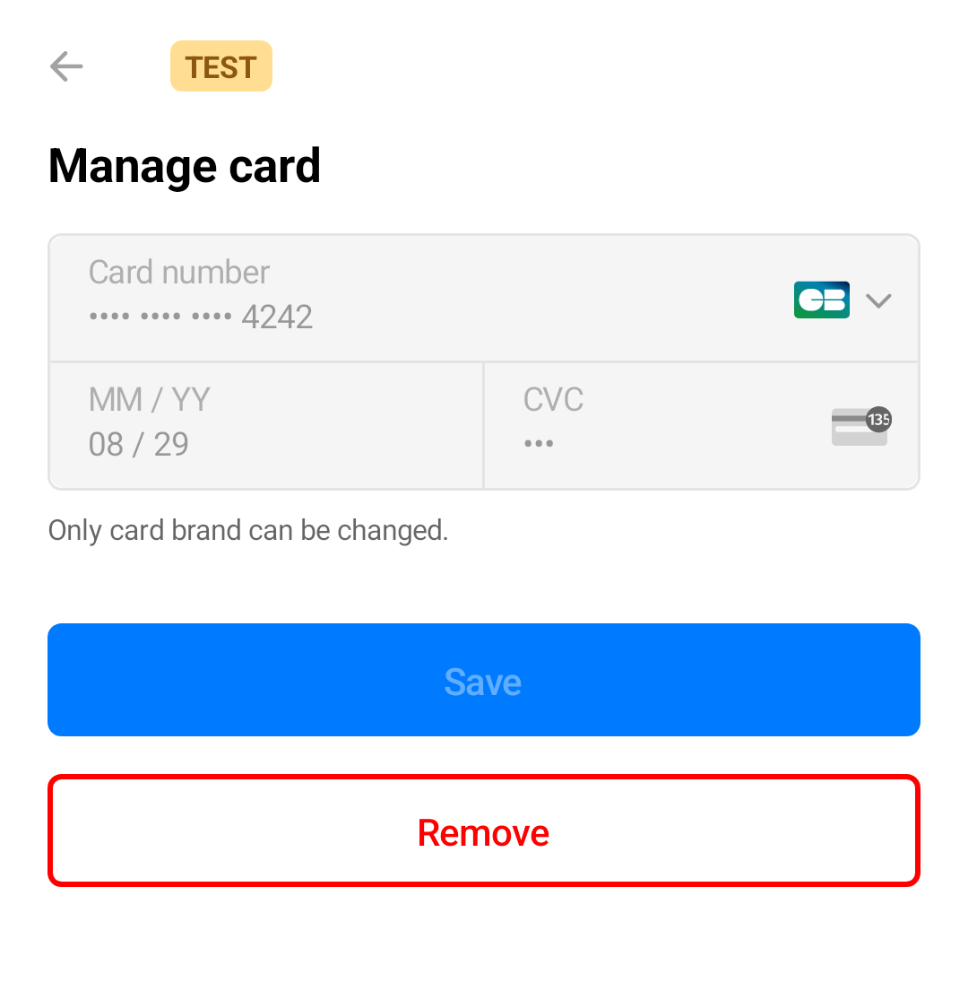 TEST
Manage card
Card number
•••• •••• •••• 4242
CB
MM / YY
08 / 29
CVC
•••
135
Only card brand can be changed.
Save
Remove